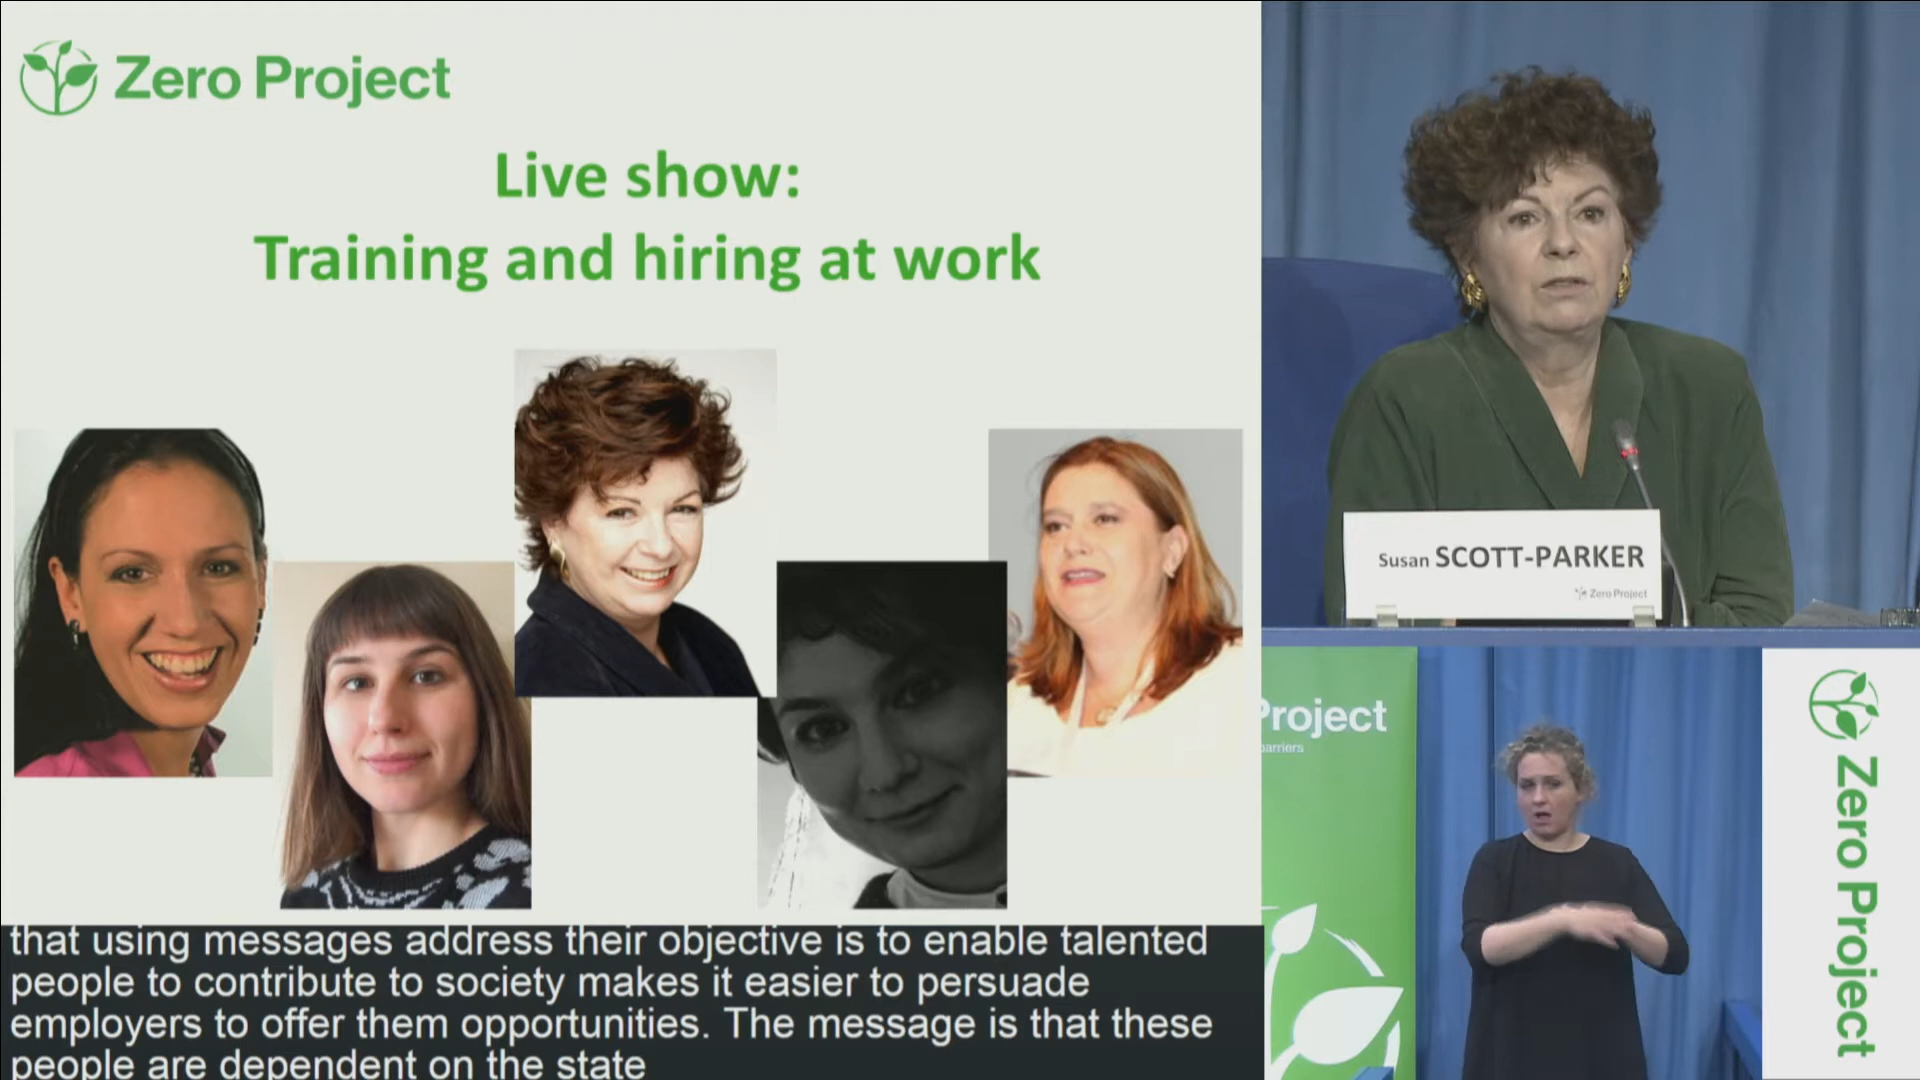 Zero Project
Live show:
Training and hiring at work
that using messages address their objective is to enable talented
people to contribute to society makes it easier to persuade
employers to offer them opportunities. The message is that these
people are dependent on the state
Susan SCOTT-PARKER
Zero Project
Project
barriers
Zero Project